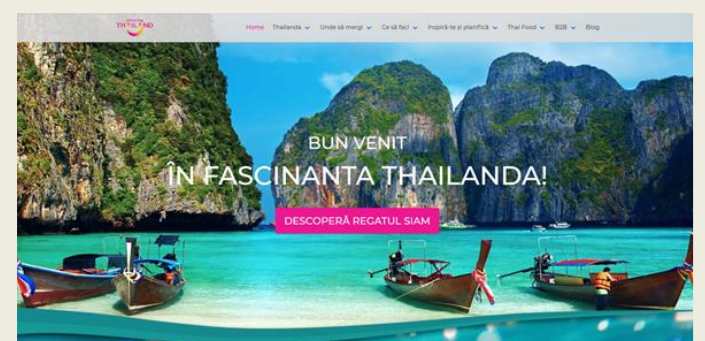 THAILAND
Home Thailanda Unde să mergi Ce să faci Inspiră-te și planifică Thai Food B2B Blog
BUN VENIT
ÎN FASCINANTA THAILANDA!
DESCOPERĂ REGATUL SIAM